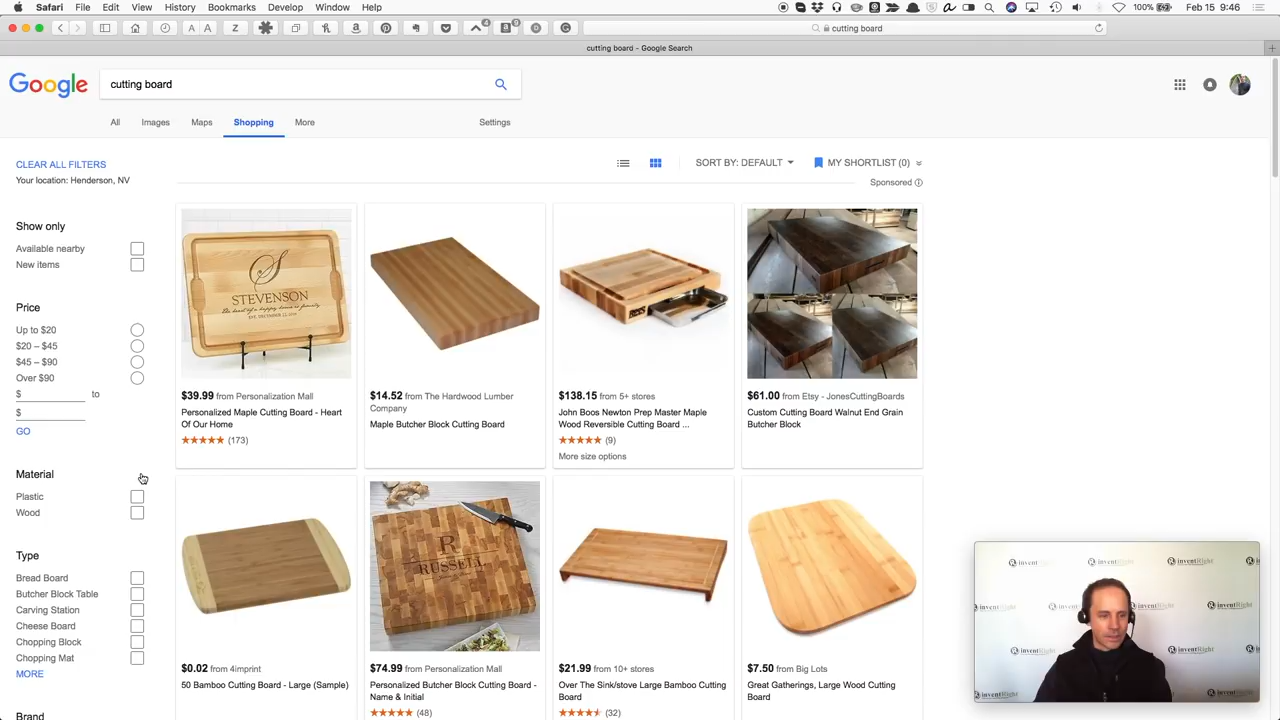 Safari File Edit View History Bookmarks Develop Window Help
100% Feb 15 9:46
cutting board
cutting board - Google Search
Google
cutting board
All Images Maps Shopping More Settings
CLEAR ALL FILTERS
Your location: Henderson, NV
SORT BY: DEFAULT
MY SHORTLIST (0)
Sponsored
Show only
Available nearby
New items
Price
Up to $20
$20 – $45
$45 – $90
Over $90
$ to
$
GO
Material
Plastic
Wood
Type
Bread Board
Butcher Block Table
Carving Station
Cheese Board
Chopping Block
Chopping Mat
MORE
Brand
S
STEVENSON
$39.99 from Personalization Mall
Personalized Maple Cutting Board - Heart
Of Our Home
(173)
$14.52 from The Hardwood Lumber
Company
Maple Butcher Block Cutting Board
$138.15 from 5+ stores
John Boos Newton Prep Master Maple
Wood Reversible Cutting Board ...
(9)
More size options
$61.00 from Etsy - JonesCuttingBoards
Custom Cutting Board Walnut End Grain
Butcher Block
$0.02 from 4imprint
50 Bamboo Cutting Board - Large (Sample)
R
RUSSELL
$74.99 from Personalization Mall
Personalized Butcher Block Cutting Board -
Name & Initial
(48)
$21.99 from 10+ stores
Over The Sink/stove Large Bamboo Cutting
Board
(32)
$7.50 from Big Lots
Great Gatherings, Large Wood Cutting
Board
inventRight
inventRight
inventRight
inventRight
inventRight
inventRight